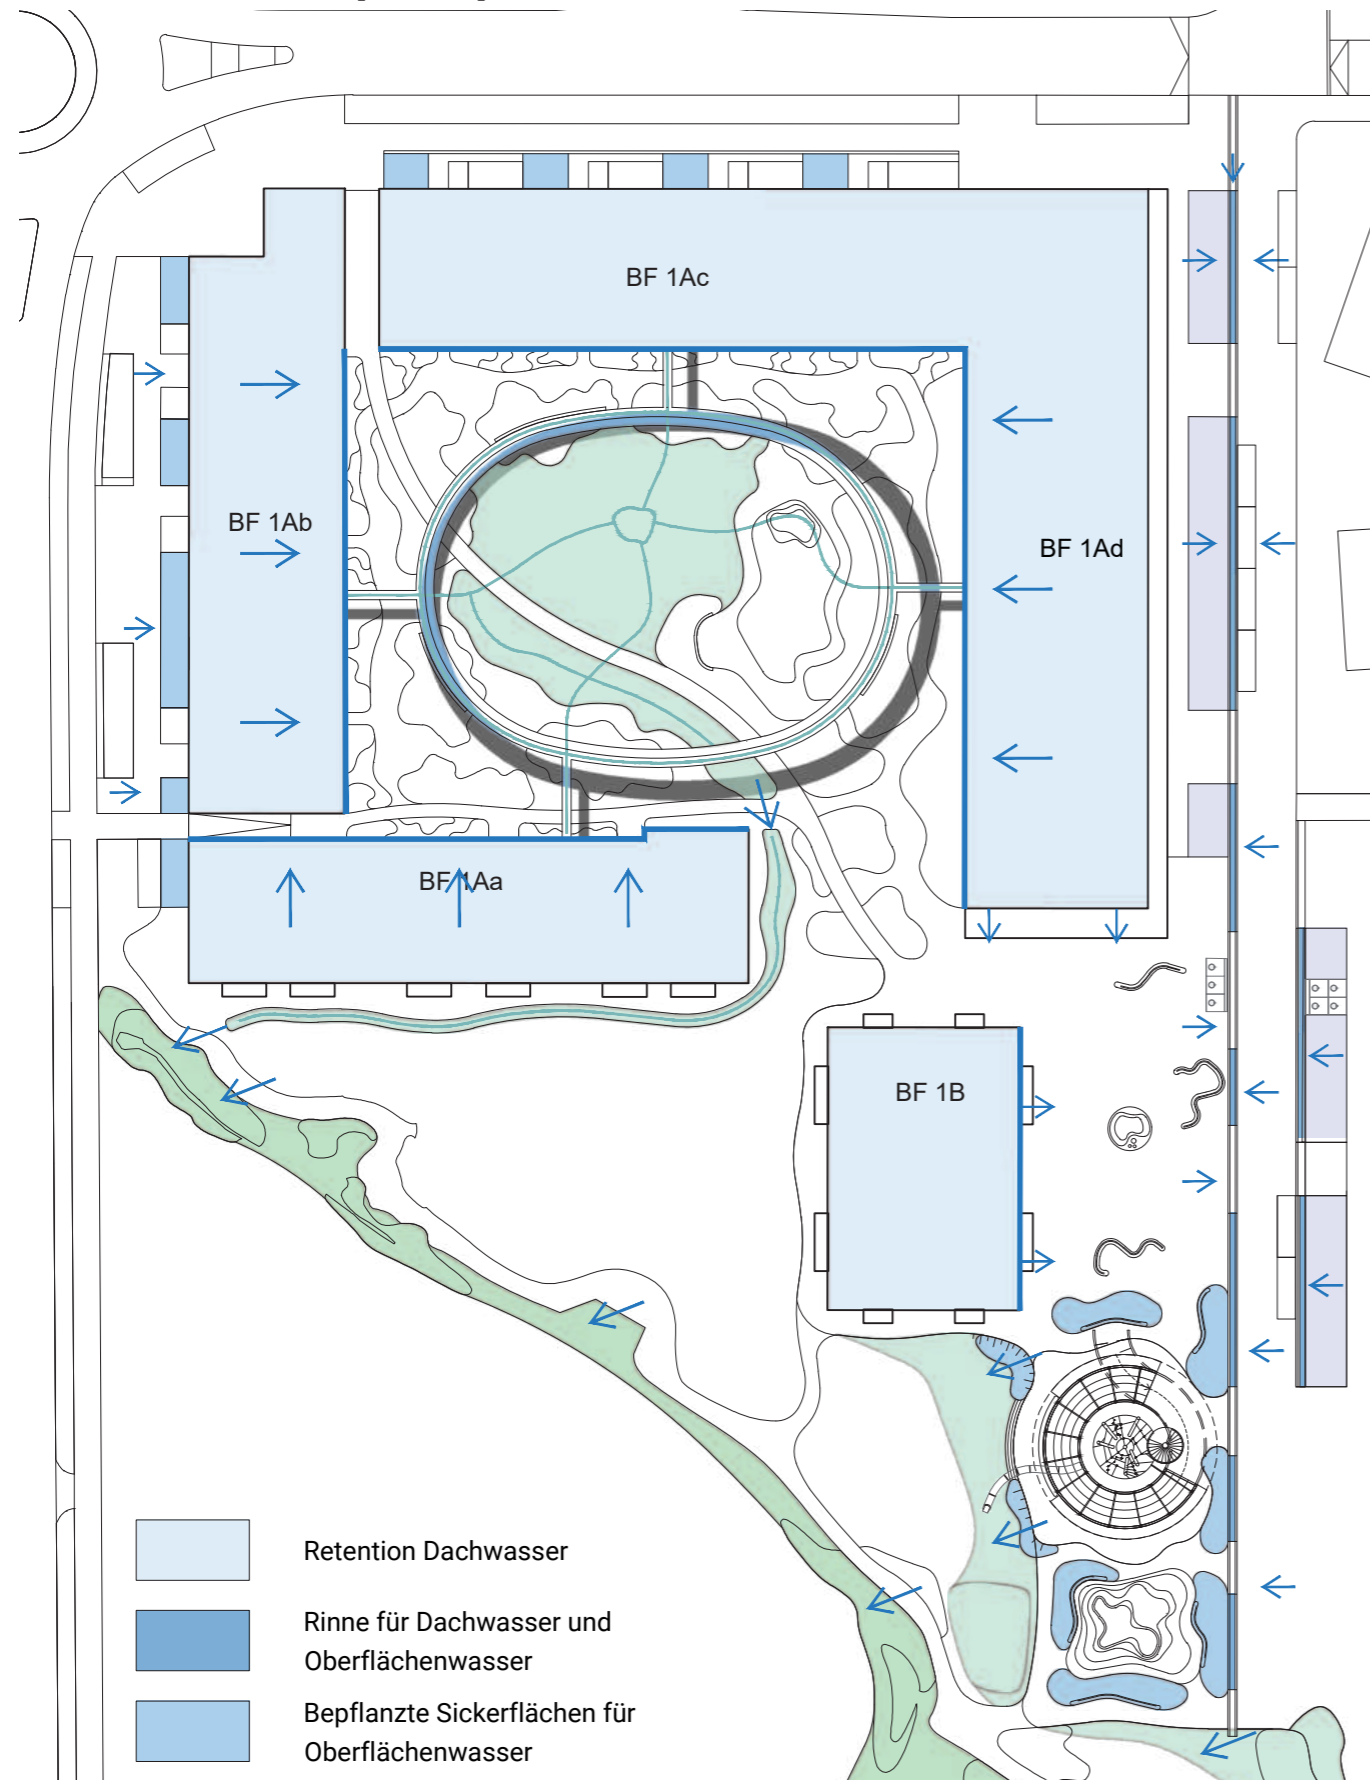 BF 1Ac
BF 1Ab
BF 1Ad
BF 1Aa
BF 1B
Retention Dachwasser
Rinne für Dachwasser und
Oberflächenwasser
Bepflanzte Sickerflächen für
Oberflächenwasser